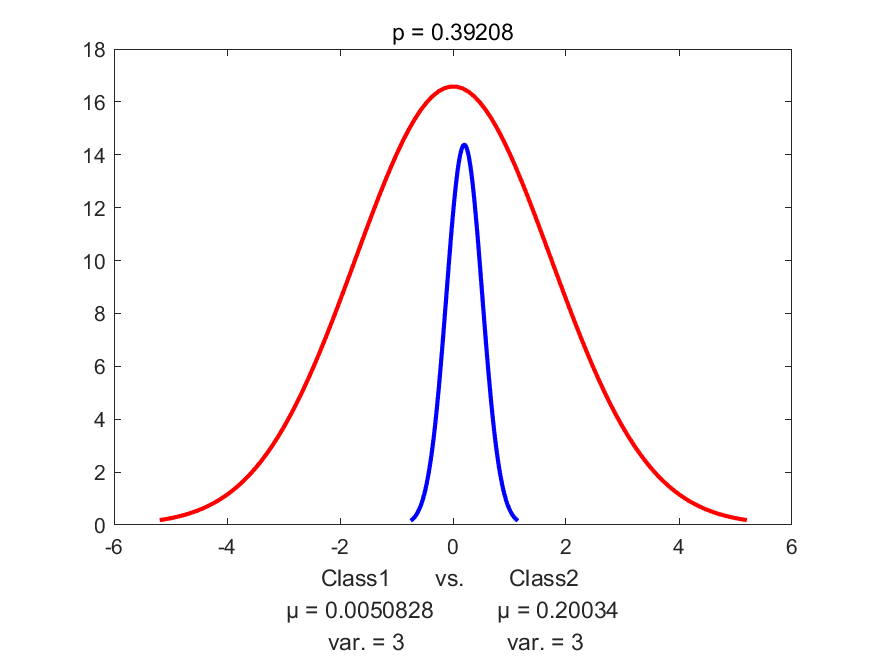 p = 0.39208
18
16
14
12
10
8
6
4
2
0
-6 -4 -2 0 2 4 6
Class1 vs. Class2
μ = 0.0050828 μ = 0.20034
var. = 3 var. = 3